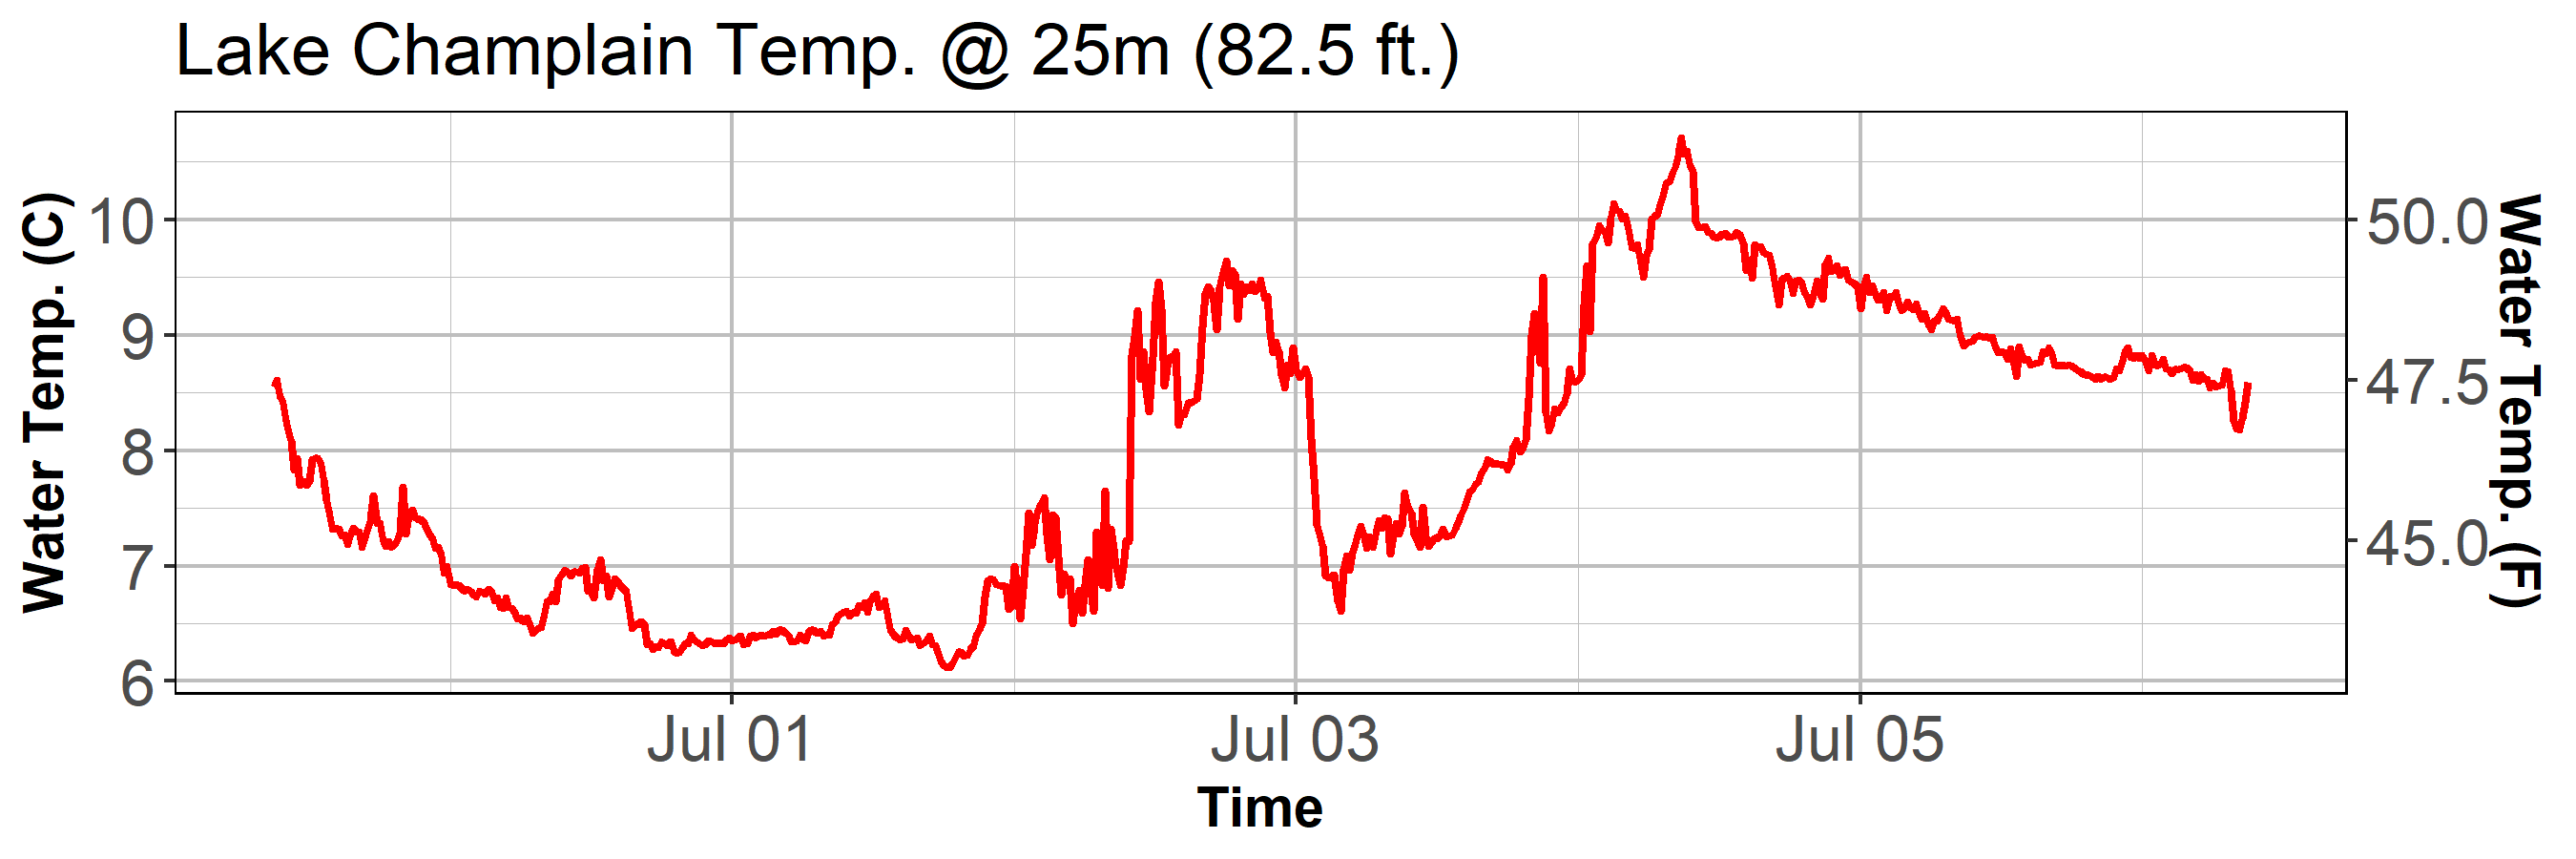 Lake Champlain Temp. @ 25m (82.5 ft.)
Water Temp. (C)
10
9
8
7
6
50.0
47.5
45.0
Water Temp. (F)
Jul 01 Jul 03 Jul 05
Time